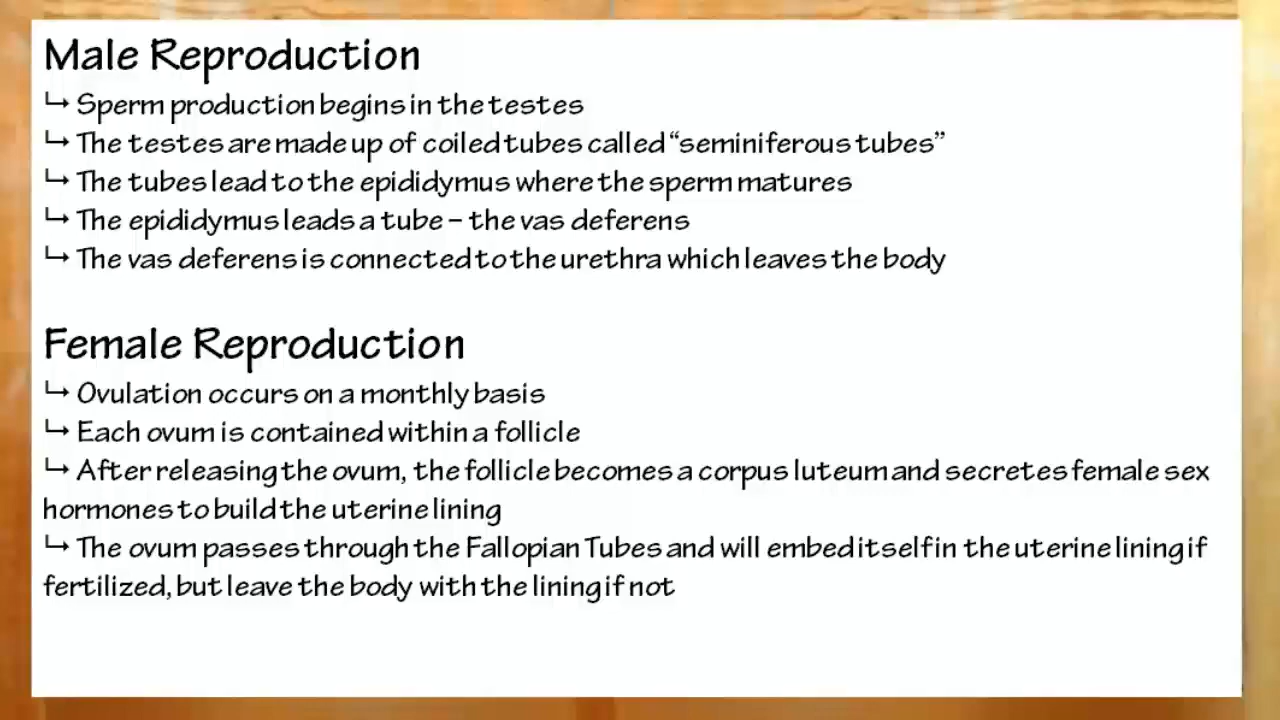 Male Reproduction
↳ Sperm production begins in the testes
↳ The testes are made up of coiled tubes called “seminiferous tubes”
↳ The tubes lead to the epididymus where the sperm matures
↳ The epididymus leads a tube – the vas deferens
↳ The vas deferens is connected to the urethra which leaves the body
Female Reproduction
↳ Ovulation occurs on a monthly basis
↳ Each ovum is contained within a follicle
↳ After releasing the ovum, the follicle becomes a corpus luteum and secretes female sex
hormones to build the uterine lining
↳ The ovum passes through the Fallopian Tubes and will embed itself in the uterine lining if
fertilized, but leave the body with the lining if not